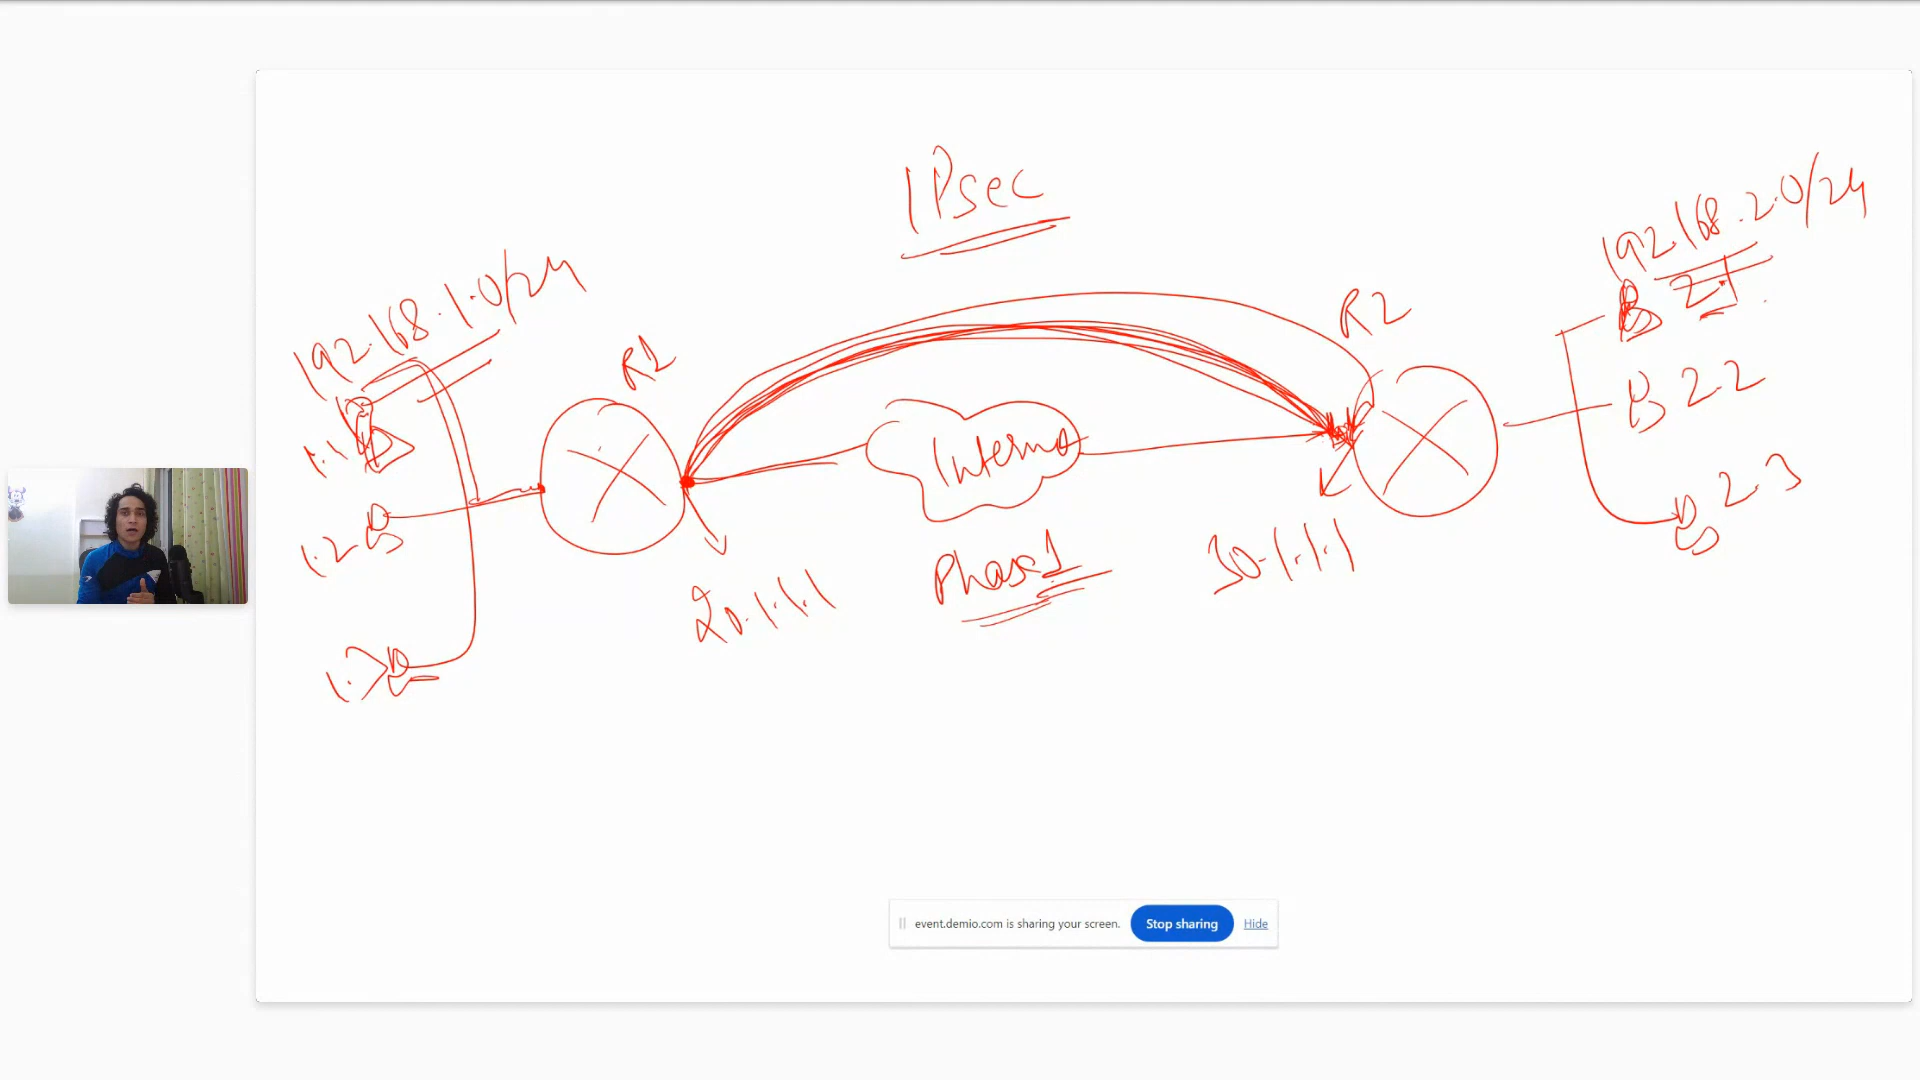 IPsec
192.168.1.0/24
192.168.2.0/24
R1
R2
1.1
2.1
2.2
1.2
Internet
2.3
20.1.1.1
Phase1
30.1.1.1
1.3
event.demio.com is sharing your screen.
Stop sharing
Hide